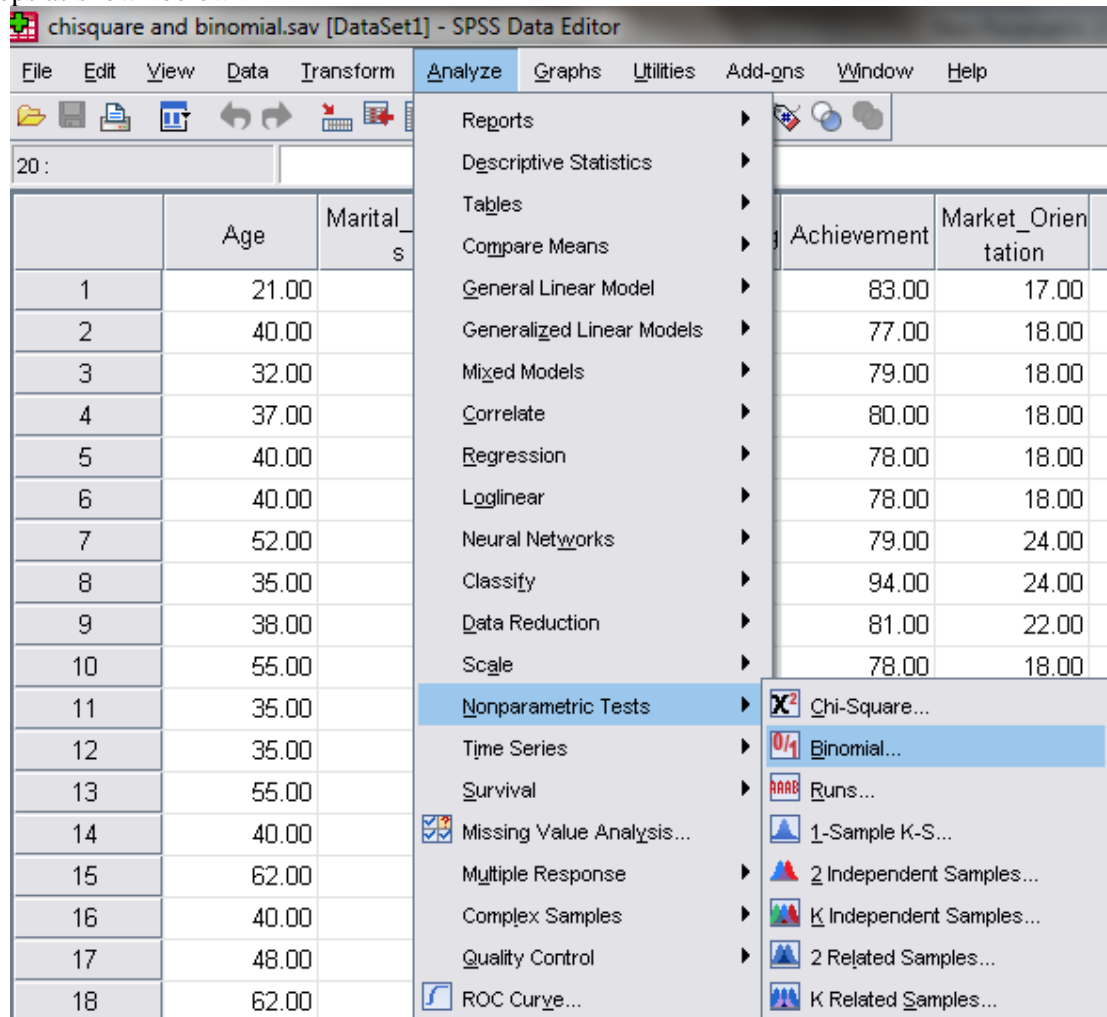 chisquare and binomial.sav [DataSet1] - SPSS Data Editor
File Edit View Data Transform Analyze Graphs Utilities Add-ons Window Help
20 :
Age Marital_ s Achievement Market_Orien tation
Reports
Descriptive Statistics
Tables
Compare Means
1 21.00 General Linear Model 83.00 17.00
2 40.00 Generalized Linear Models 77.00 18.00
3 32.00 Mixed Models 79.00 18.00
4 37.00 Correlate 80.00 18.00
5 40.00 Regression 78.00 18.00
6 40.00 Loglinear 78.00 18.00
7 52.00 Neural Networks 79.00 24.00
8 35.00 Classify 94.00 24.00
9 38.00 Data Reduction 81.00 22.00
10 55.00 Scale 78.00 18.00
11 35.00 Nonparametric Tests X² Chi-Square...
12 35.00 Time Series 0/1 Binomial...
13 55.00 Survival AAAB Runs...
14 40.00 Missing Value Analysis... 1-Sample K-S...
15 62.00 Multiple Response 2 Independent Samples...
16 40.00 Complex Samples K Independent Samples...
17 48.00 Quality Control 2 Related Samples...
18 62.00 ROC Curve... K Related Samples...